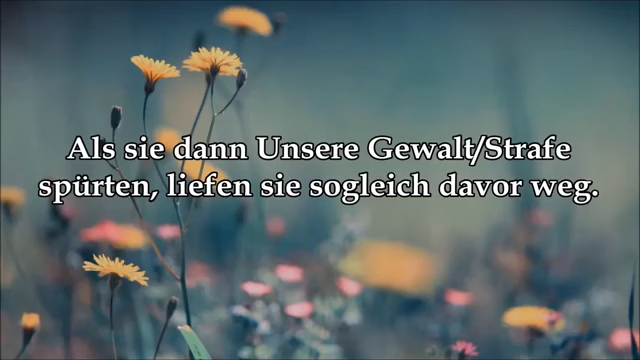 Als sie dann Unsere Gewalt/Strafe
spürten, liefen sie sogleich davor weg.